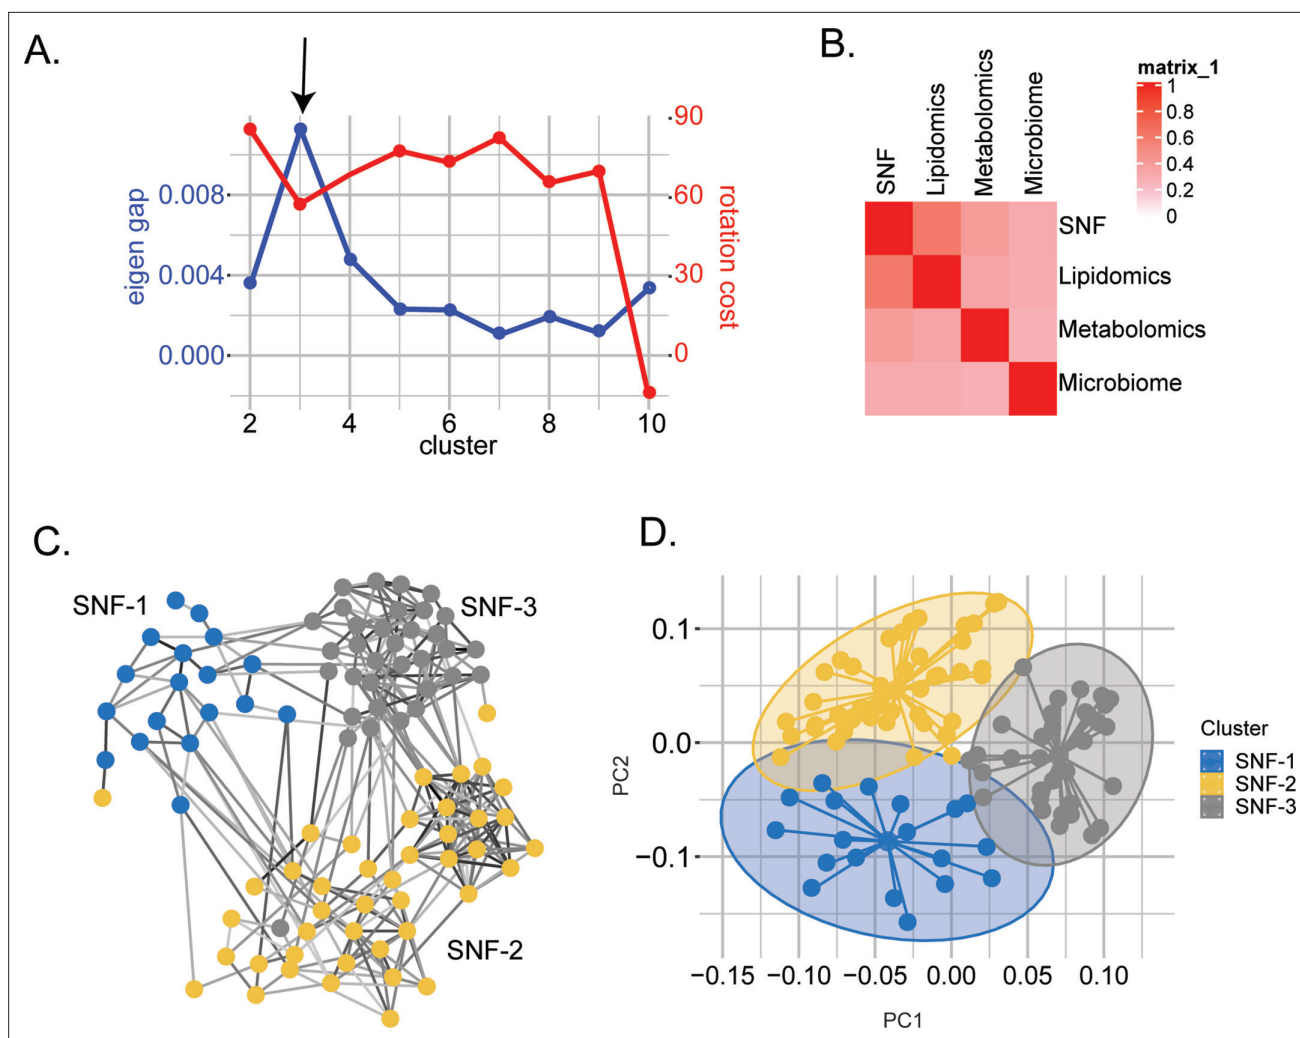 A.
eigen gap
0.008
0.004
0.000
90
60
30
0
rotation cost
2 4 6 8 10
cluster
B.
SNF
Lipidomics
Metabolomics
Microbiome
matrix_1
1
0.8
0.6
0.4
0.2
0
SNF
Lipidomics
Metabolomics
Microbiome
C.
SNF-1
SNF-3
SNF-2
D.
PC2
0.1
0.0
−0.1
−0.15 −0.10 −0.05 0.00 0.05 0.10
PC1
Cluster
SNF-1
SNF-2
SNF-3